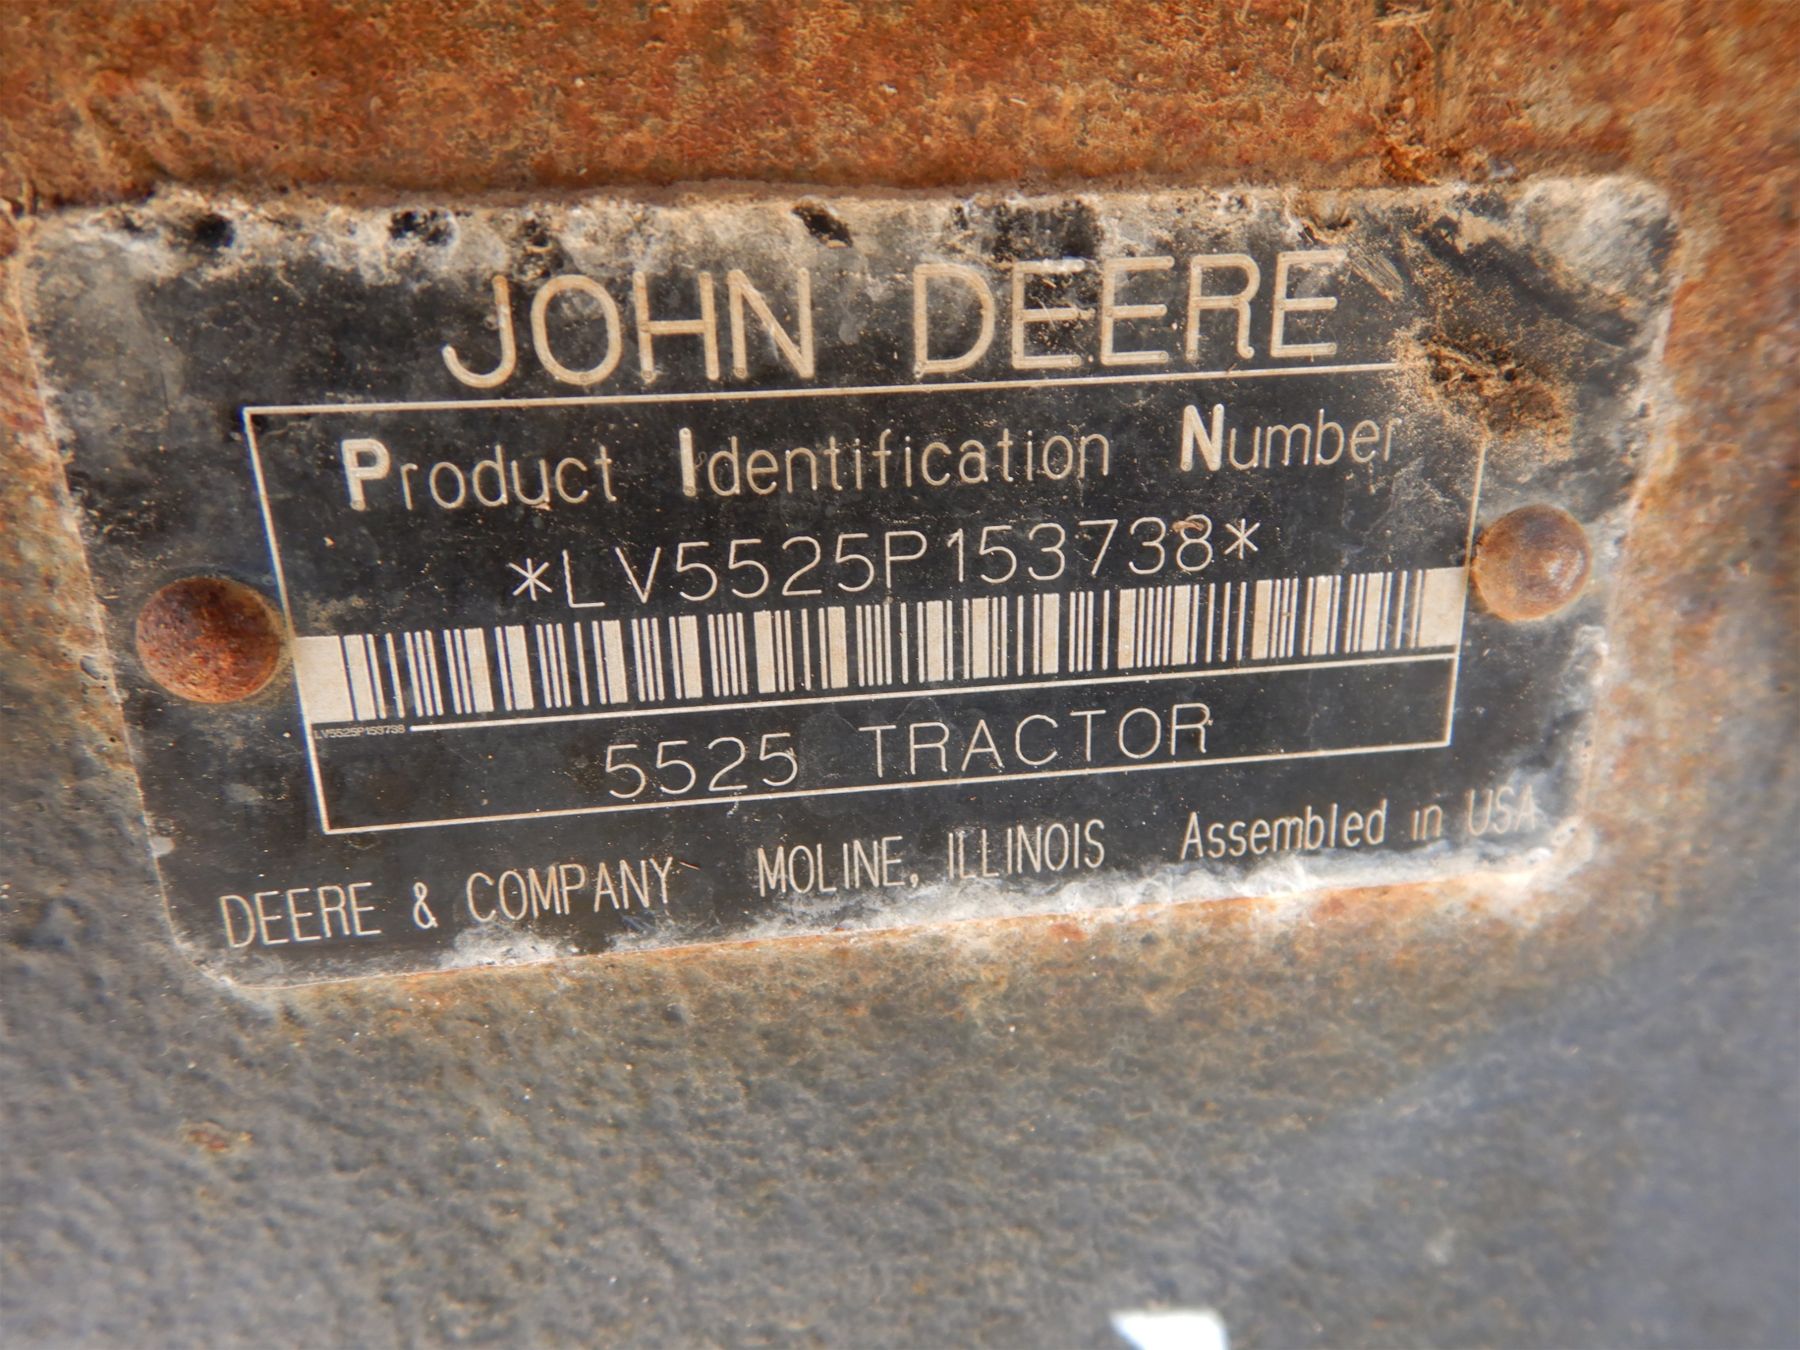 JOHN DEERE
Product Identification Number
*LV5525P153738*
LV5525P153738
5525 TRACTOR
DEERE & COMPANY MOLINE, ILLINOIS Assembled in USA